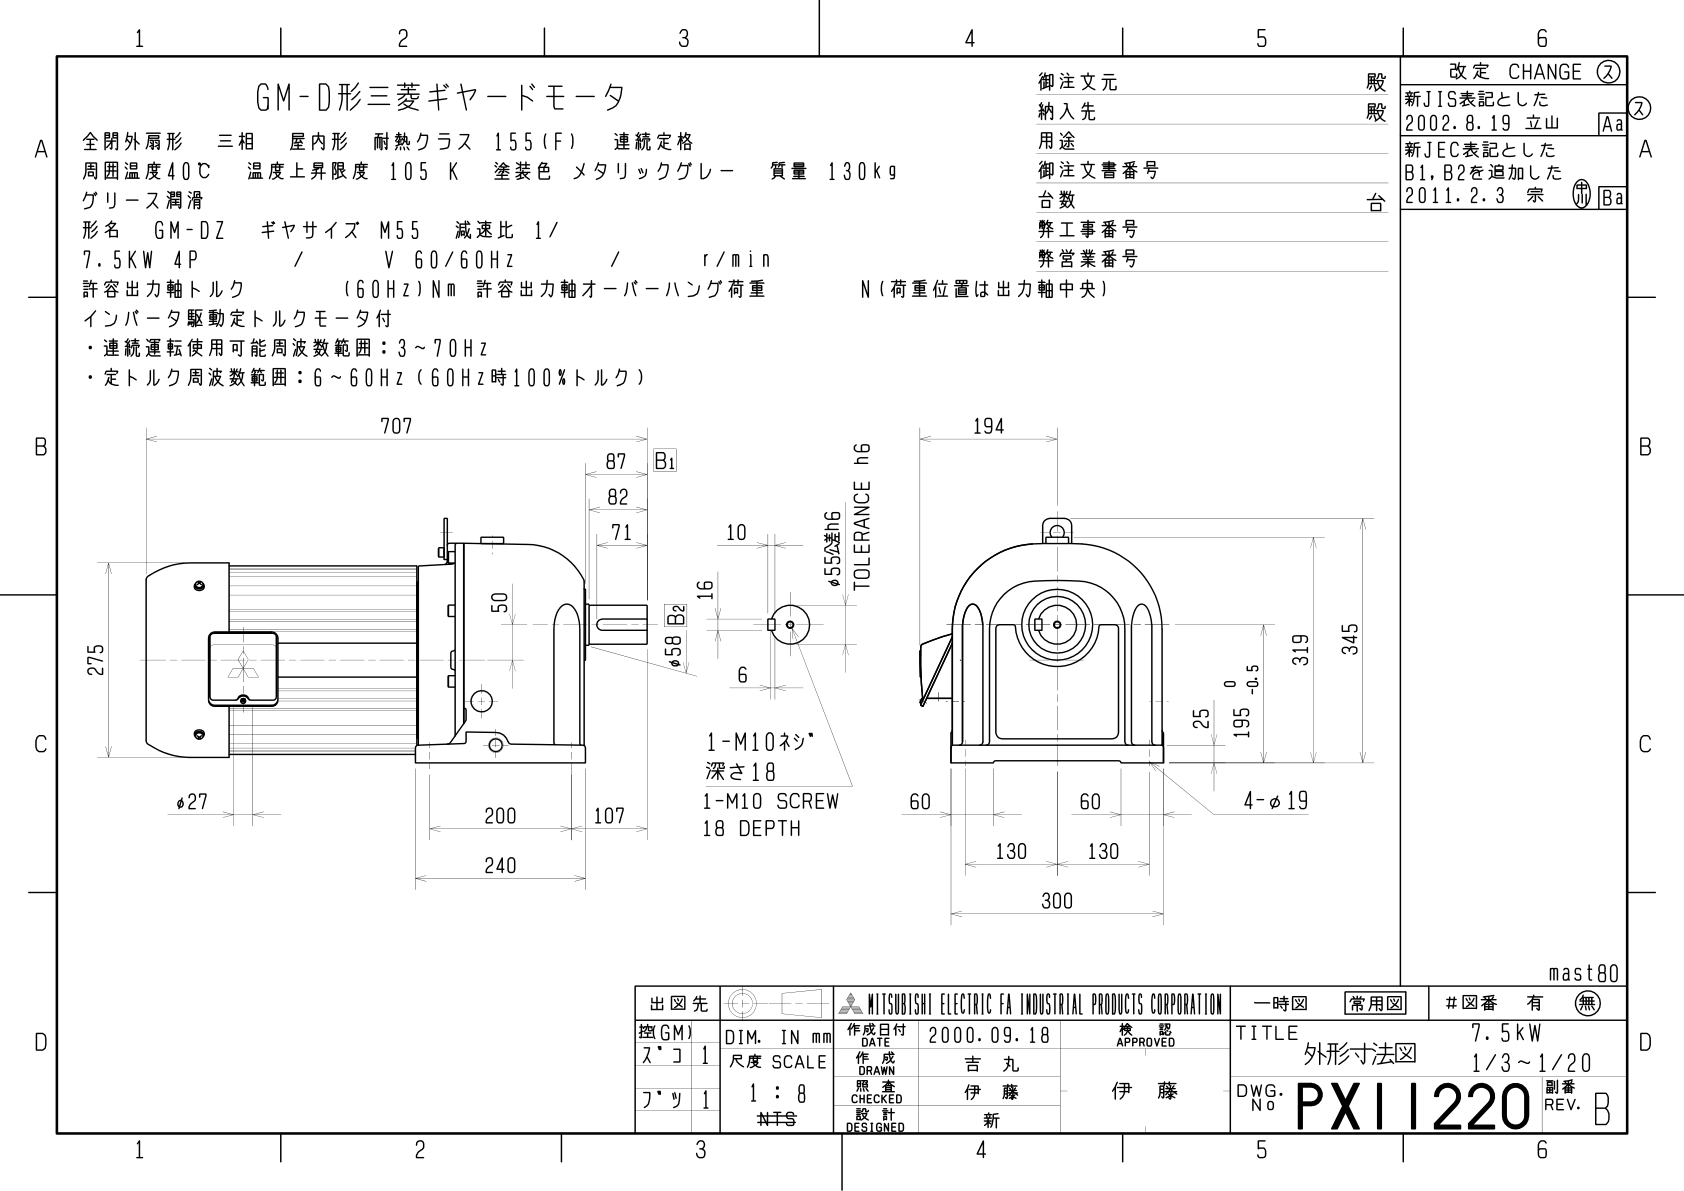 1 2 3 4 5 6
GM-D形三菱ギヤードモータ
全閉外扇形 三相 屋内形 耐熱クラス 155(F) 連続定格
周囲温度40℃ 温度上昇限度 105 K 塗装色 メタリックグレー 質量 130kg
グリース潤滑
形名 GM-DZ ギヤサイズ M55 減速比 1/
7.5KW 4P / V 60/60Hz / r/min
許容出力軸トルク (60Hz)Nm 許容出力軸オーバーハング荷重 N(荷重位置は出力軸中央)
インバータ駆動定トルクモータ付
・連続運転使用可能周波数範囲:3~70Hz
・定トルク周波数範囲:6~60Hz(60Hz時100%トルク)
御注文元 殿
納入先 殿
用途
御注文書番号
台数 台
弊工事番号
弊営業番号
改定 CHANGE ス
新JIS表記とした
2002.8.19 立山 Aa
ス
新JEC表記とした
B1,B2を追加した
2011.2.3 宗 中川 Ba
A A
B B
C C
D D
707
87 B1
82
71
50
275
φ58 B2
φ27
200 107
240
10
16
6
φ55公差h6
TOLERANCE h6
1-M10ネジ
深さ18
1-M10 SCREW
18 DEPTH
194
345
319
195 0 -0.5
25
60 60
4-φ19
130 130
300
mast80
出図先
控(GM)
ズコ 1
ブツ 1
MITSUBISHI ELECTRIC FA INDUSTRIAL PRODUCTS CORPORATION
DIM. IN mm
尺度 SCALE
1 : 8
NTS
作成日付 DATE 2000.09.18
作成 DRAWN 吉丸
照査 CHECKED 伊藤
設計 DESIGNED 新
検認 APPROVED
伊藤
一時図 常用図 #図番 有 無
TITLE 7.5kW
外形寸法図 1/3~1/20
DWG. No PX11220 副番 REV. B
1 2 3 4 5 6